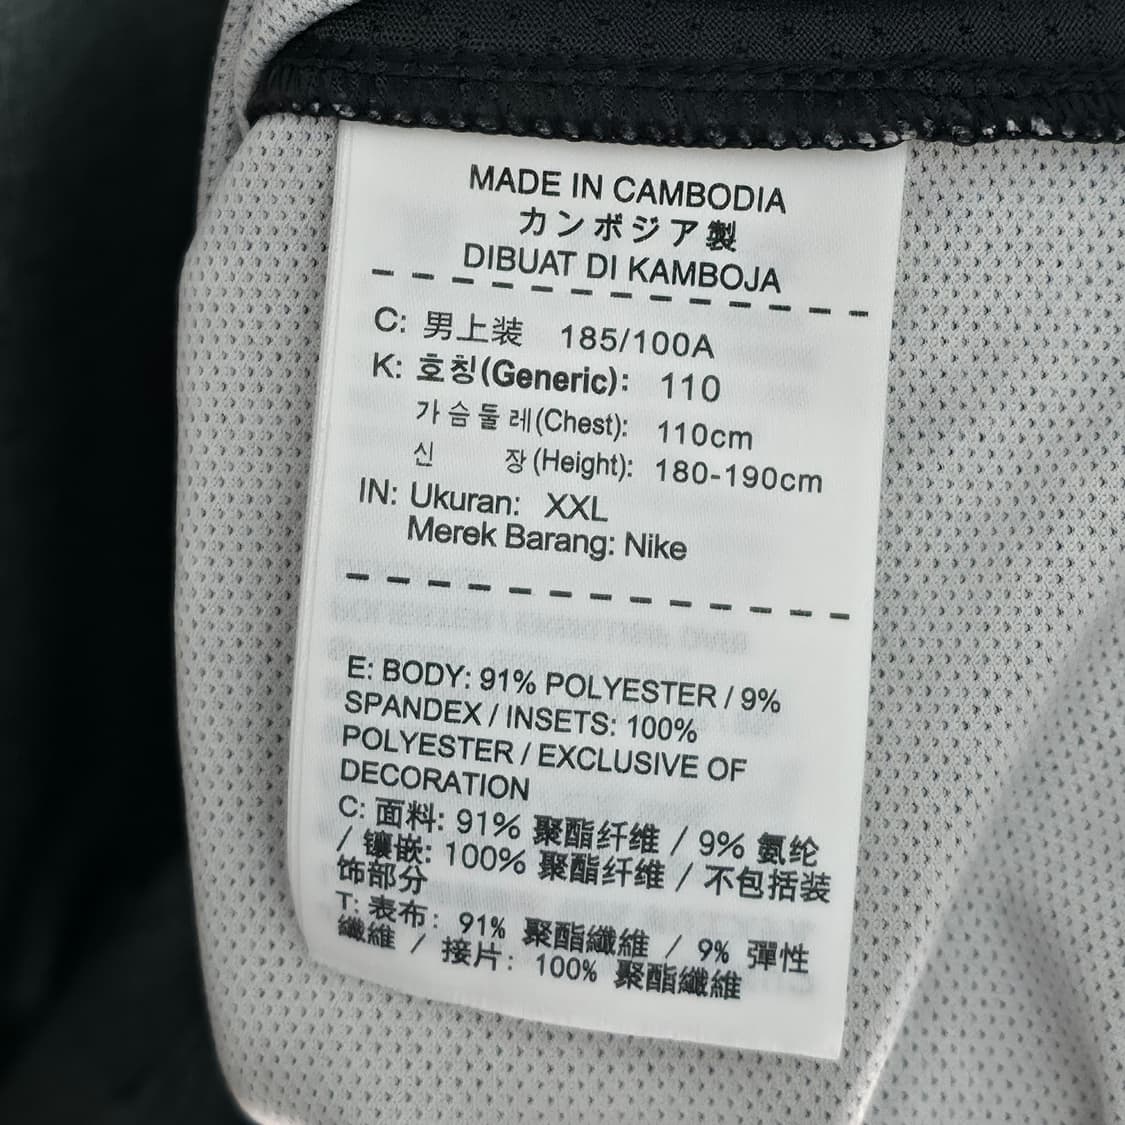 MADE IN CAMBODIA
カンボジア製
DIBUAT DI KAMBOJA
C: 男上装 185/100A
K: 호칭(Generic): 110
가슴둘레(Chest): 110cm
신 장(Height): 180-190cm
IN: Ukuran: XXL
Merek Barang: Nike
E: BODY: 91% POLYESTER / 9%
SPANDEX / INSETS: 100%
POLYESTER / EXCLUSIVE OF
DECORATION
C: 面料: 91% 聚酯纤维 / 9% 氨纶
/ 镶嵌: 100% 聚酯纤维 / 不包括装
饰部分
T: 表布: 91% 聚酯纖維 / 9% 彈性
纖維 / 接片: 100% 聚酯纖維